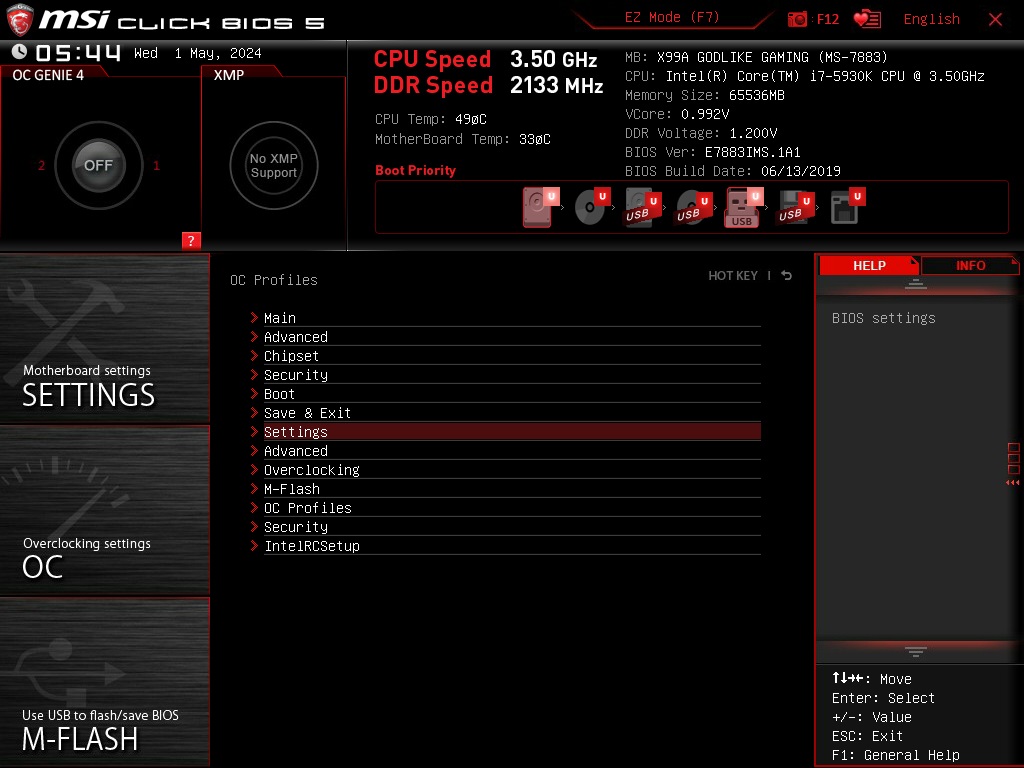 msi CLICK BIOS 5
EZ Mode (F7)
: F12
English
05:44 Wed 1 May, 2024
OC GENIE 4
XMP
2
OFF
1
No XMP
Support
?
CPU Speed 3.50 GHz
DDR Speed 2133 MHz
CPU Temp: 49øC
MotherBoard Temp: 33øC
MB: X99A GODLIKE GAMING (MS-7883)
CPU: Intel(R) Core(TM) i7-5930K CPU @ 3.50GHz
Memory Size: 65536MB
VCore: 0.992V
DDR Voltage: 1.200V
BIOS Ver: E7883IMS.1A1
BIOS Build Date: 06/13/2019
Boot Priority
U
U
U
USB
U
USB
U
USB
U
USB
U
Motherboard settings
SETTINGS
Overclocking settings
OC
Use USB to flash/save BIOS
M-FLASH
OC Profiles
HOT KEY |
Main
Advanced
Chipset
Security
Boot
Save & Exit
Settings
Advanced
Overclocking
M-Flash
OC Profiles
Security
IntelRCSetup
HELP
INFO
BIOS settings
↑↓→←: Move
Enter: Select
+/-: Value
ESC: Exit
F1: General Help